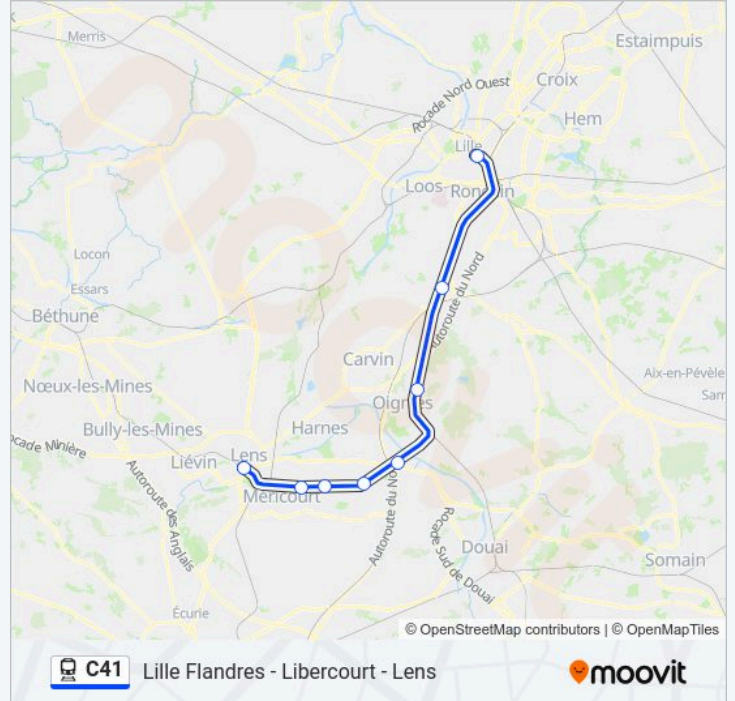 Merris
Estaimpuis
Croix
Rocade Nord Ouest
Hem
Lille
Loos
Ronchin
Locon
Autoroute du Nord
Essars
Béthune
Carvin
Aix-en-Pévèle
Nœux-les-Mines
Oignies
Bully-les-Mines
Harnes
Lens
Liévin
Autoroute des Anglais
Méricourt
Autoroute du Nord
Rocade Sud de Douai
Douai
Somain
Écurie
© OpenStreetMap contributors | © OpenMapTiles
C41 Lille Flandres - Libercourt - Lens
moovit